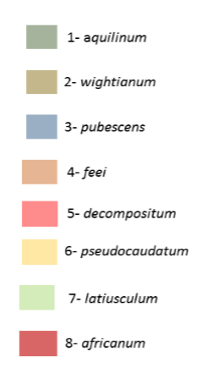 1- aquilinum
2- wightianum
3- pubescens
4- feei
5- decompositum
6- pseudocaudatum
7- latiusculum
8- africanum